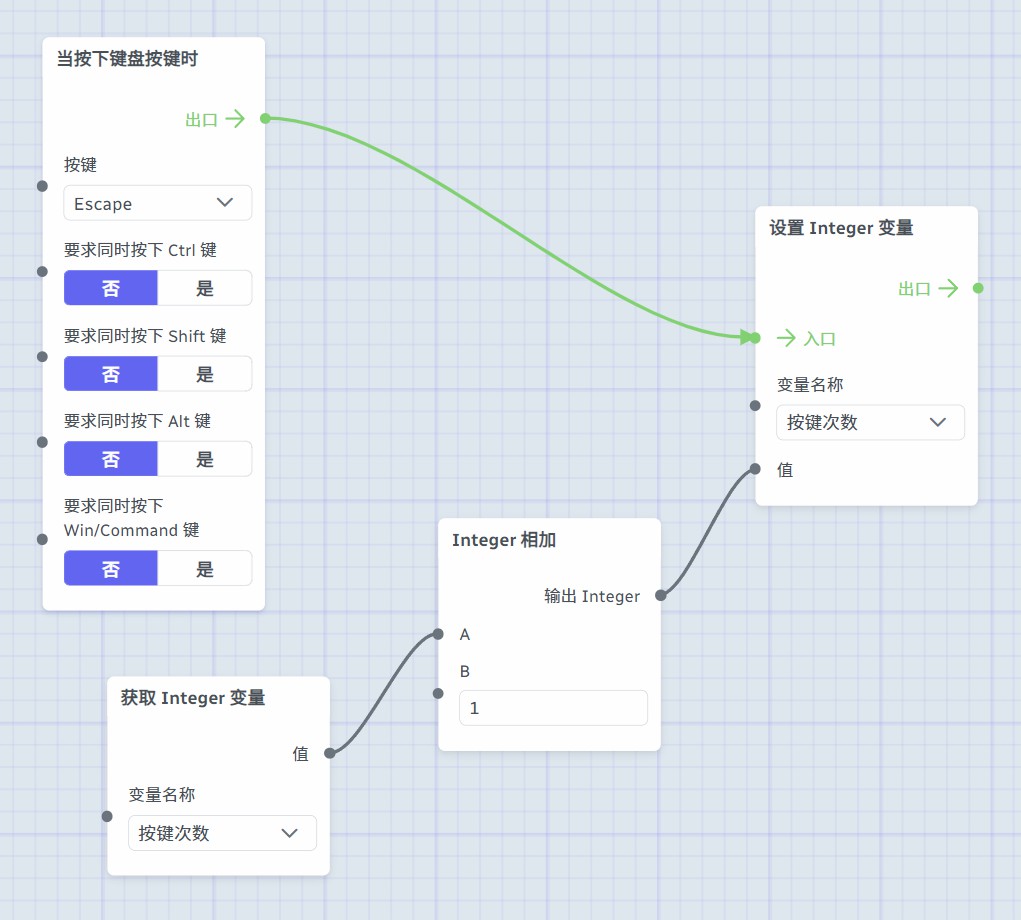 当按下键盘按键时
出口
按键
Escape
要求同时按下 Ctrl 键
否 是
要求同时按下 Shift 键
否 是
要求同时按下 Alt 键
否 是
要求同时按下
Win/Command 键
否 是
获取 Integer 变量
值
变量名称
按键次数
Integer 相加
输出 Integer
A
B
1
设置 Integer 变量
出口
入口
变量名称
按键次数
值